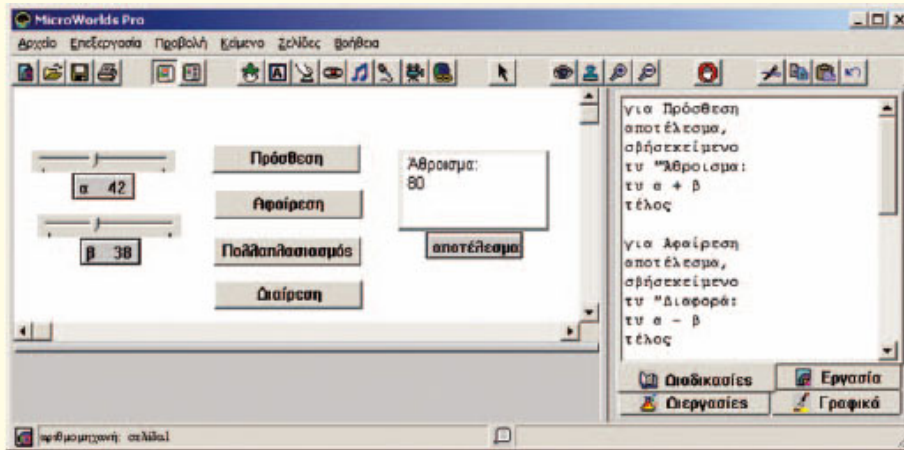 MicroWorlds Pro
Αρχείο Επεξεργασία Προβολή Κείμενο Σελίδες Βοήθεια
α 42
β 38
Πρόσθεση
Αφαίρεση
Πολλαπλασιασμός
Διαίρεση
Άθροισμα:
80
αποτέλεσμα
για Πρόσθεση
αποτέλεσμα,
σβήσεκείμενο
τυ "Άθροισμα:
τυ α + β
τέλος
για Αφαίρεση
αποτέλεσμα,
σβήσεκείμενο
τυ "Διαφορά:
τυ α - β
τέλος
Διαδικασίες
Εργασία
Διεργασίες
Γραφικά
αριθμομηχανή: σελίδα1